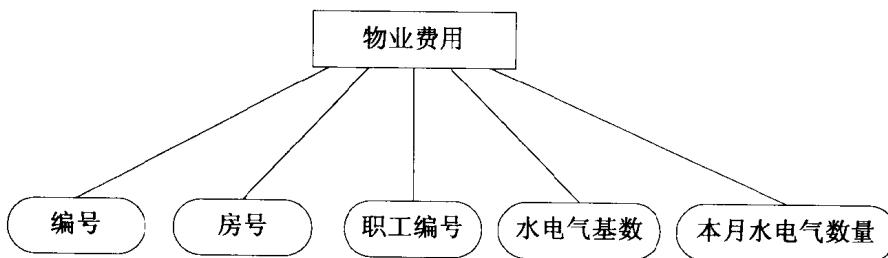 物业费用
编号
房号
职工编号
水电气基数
本月水电气数量